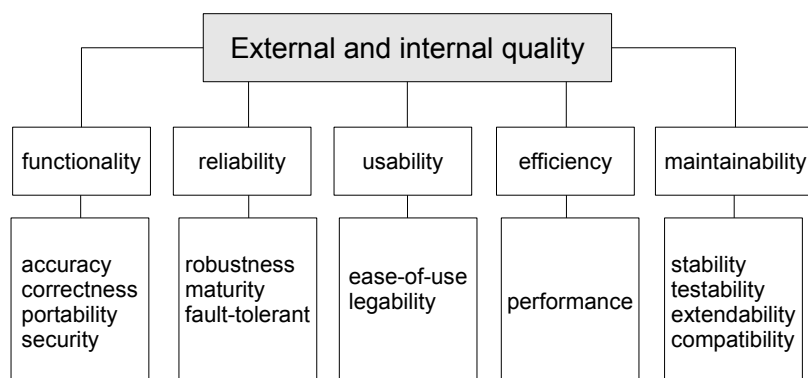 External and internal quality
functionality
reliability
usability
efficiency
maintainability
accuracy
correctness
portability
security
robustness
maturity
fault-tolerant
ease-of-use
legability
performance
stability
testability
extendability
compatibility